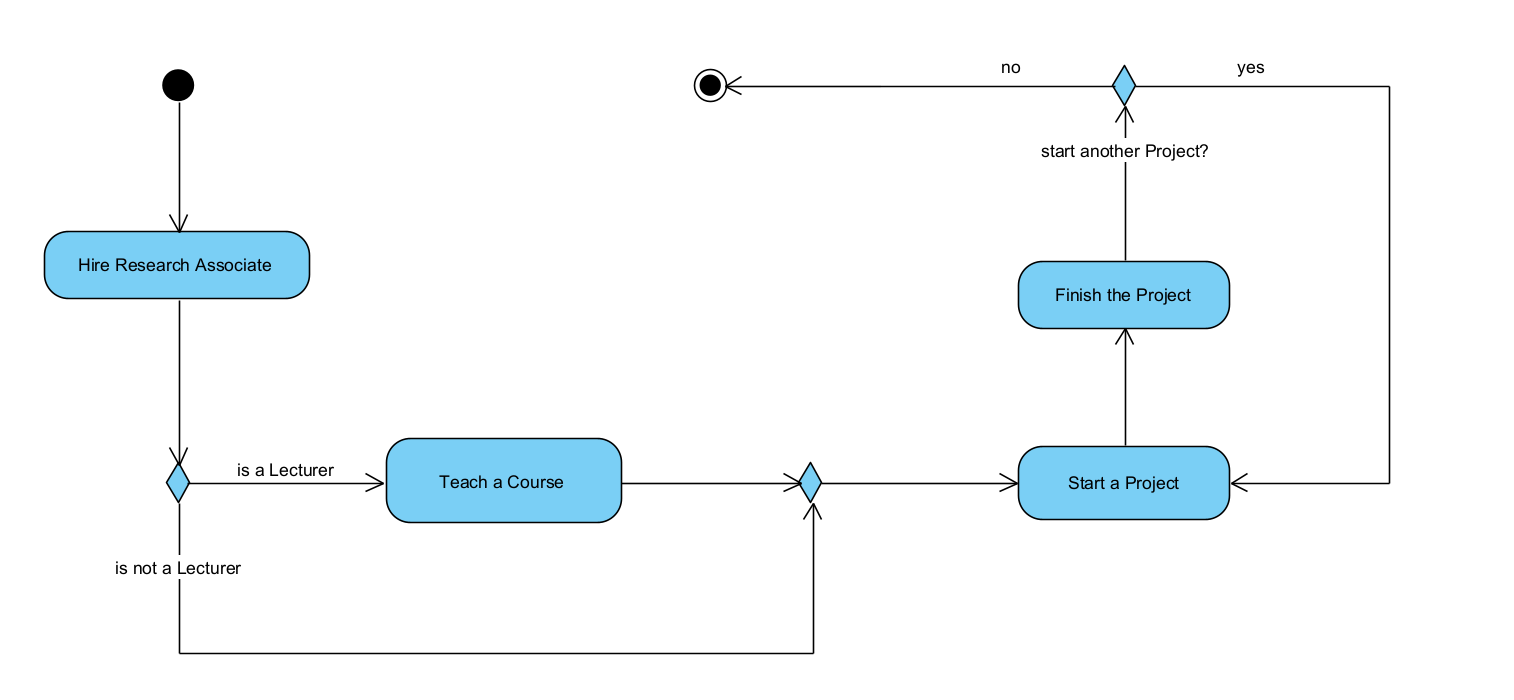 no
yes
start another Project?
Hire Research Associate
Finish the Project
is a Lecturer
Teach a Course
Start a Project
is not a Lecturer